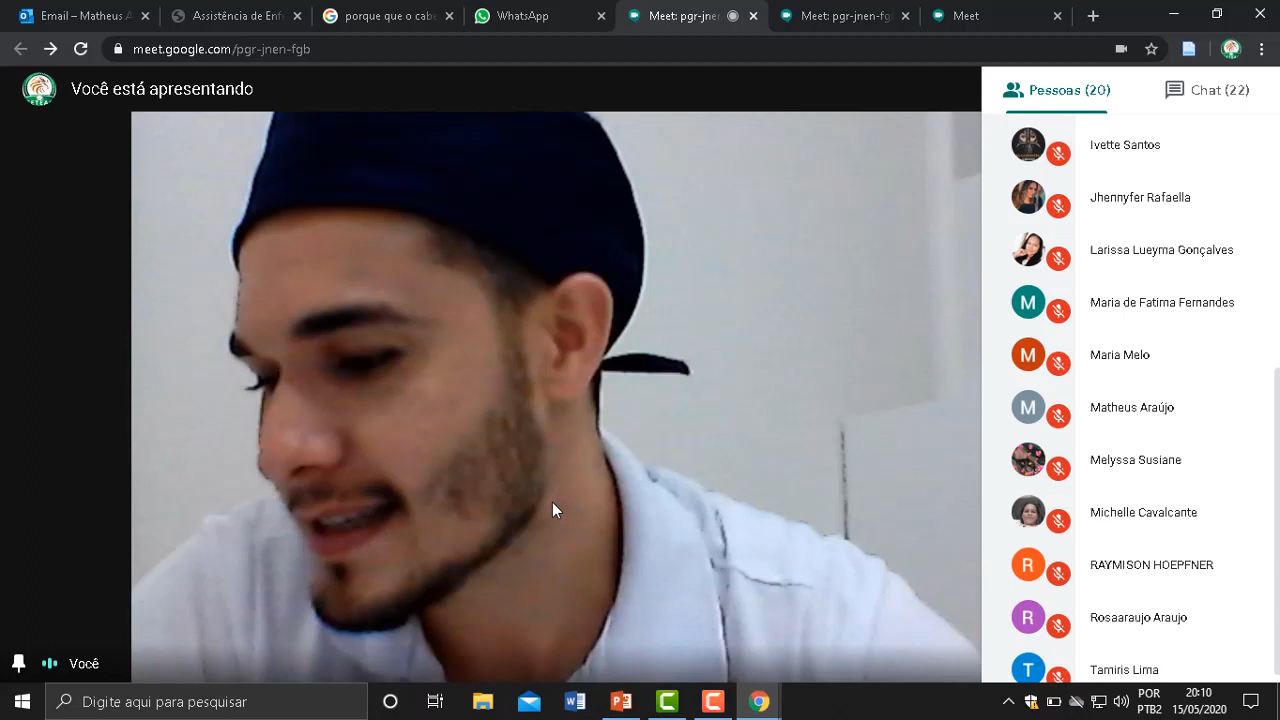 Email – Matheus A
Assistência de Enf
porque que o cabe
WhatsApp
Meet: pgr-jnen
Meet: pgr-jnen-fgl
Meet
meet.google.com/pgr-jnen-fgb
Você está apresentando
Pessoas (20)
Chat (22)
Ivette Santos
Jhennyfer Rafaella
Larissa Lueyma Gonçalves
M Maria de Fatima Fernandes
M Maria Melo
M Matheus Araújo
Melyssa Susiane
Michelle Cavalcante
R RAYMISON HOEPFNER
R Rosaaraujo Araujo
T Tamiris Lima
Você
Digite aqui para pesquisar
POR
PTB2
20:10
15/05/2020